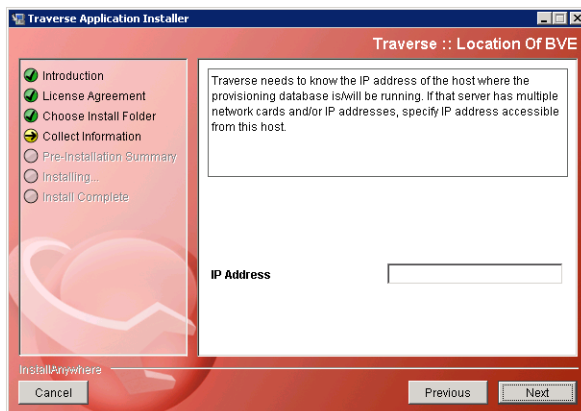 Traverse Application Installer
Traverse :: Location Of BVE
Introduction
License Agreement
Choose Install Folder
Collect Information
Pre-Installation Summary
Installing...
Install Complete
Traverse needs to know the IP address of the host where the
provisioning database is/will be running. If that server has multiple
network cards and/or IP addresses, specify IP address accessible
from this host.
IP Address
InstallAnywhere
Cancel
Previous
Next